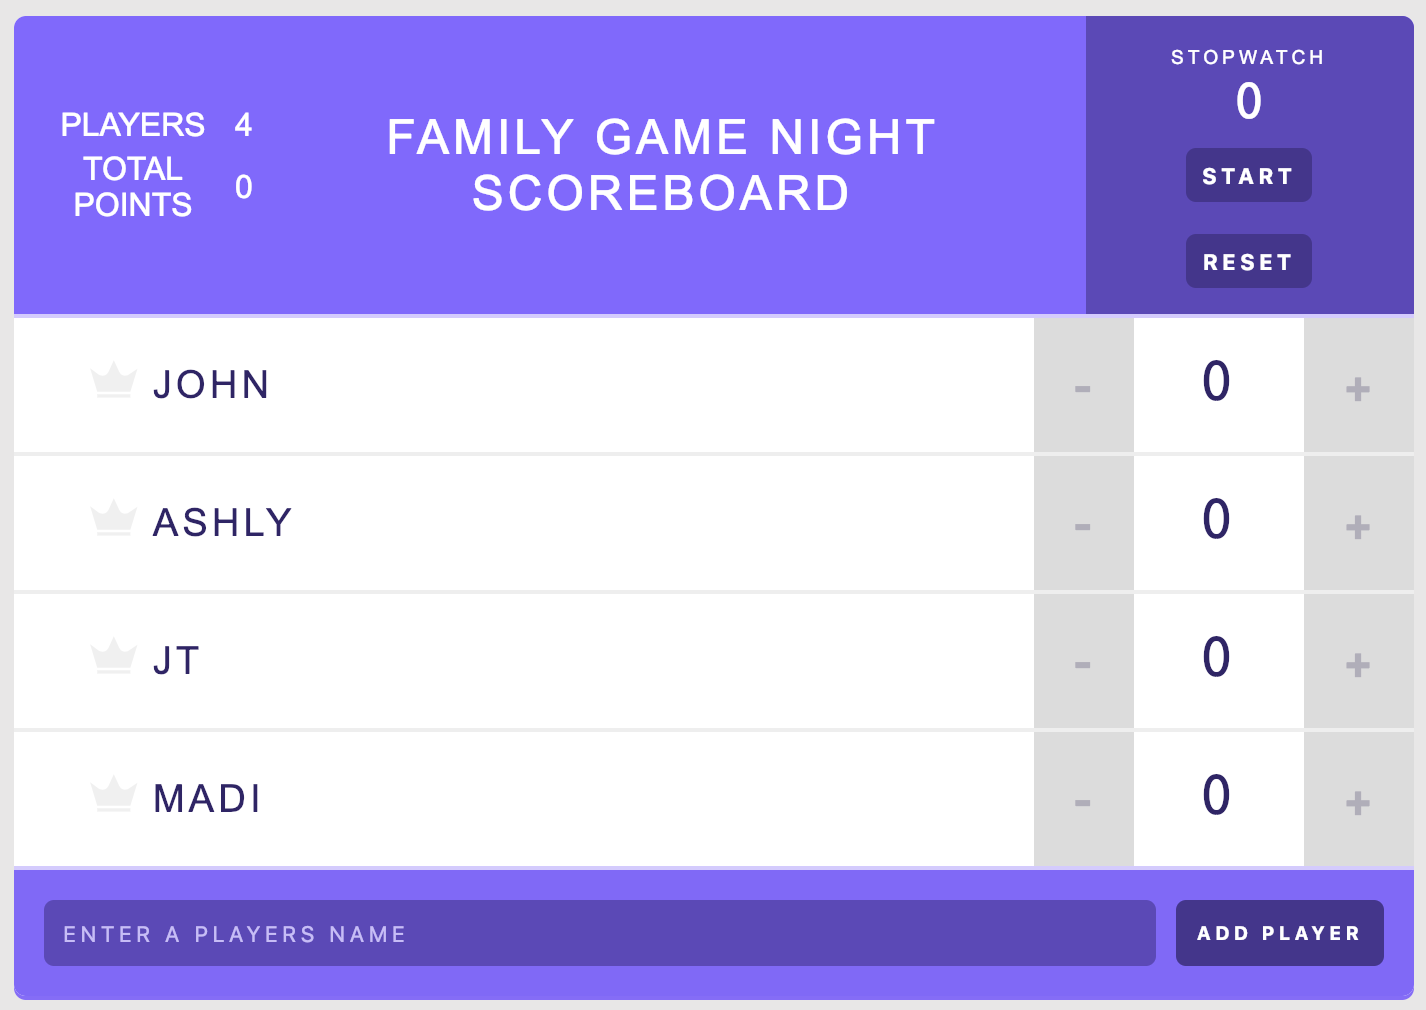 PLAYERS 4
TOTAL
POINTS 0
FAMILY GAME NIGHT
SCOREBOARD
STOPWATCH
0
START
RESET
JOHN - 0 +
ASHLY - 0 +
JT - 0 +
MADI - 0 +
ENTER A PLAYERS NAME
ADD PLAYER